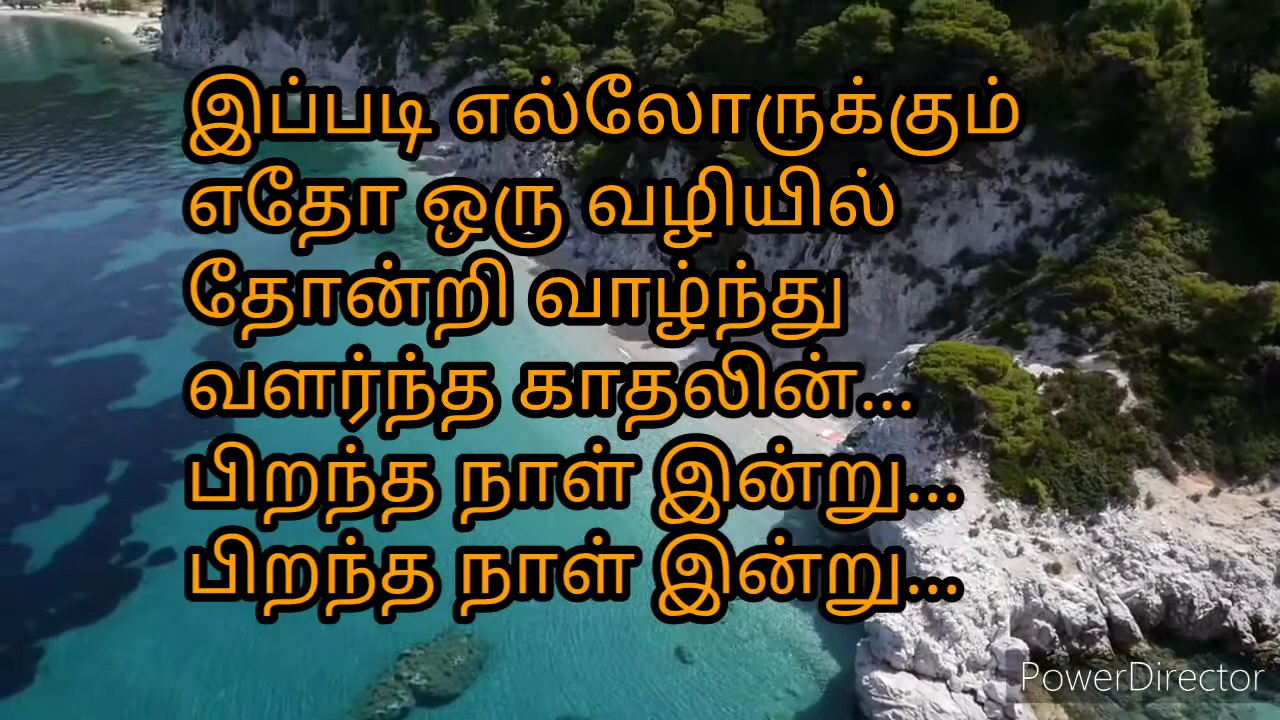 இப்படி எல்லோருக்கும்
எதோ ஒரு வழியில்
தோன்றி வாழ்ந்து
வளர்ந்த காதலின்...
பிறந்த நாள் இன்று...
பிறந்த நாள் இன்று...
PowerDirector